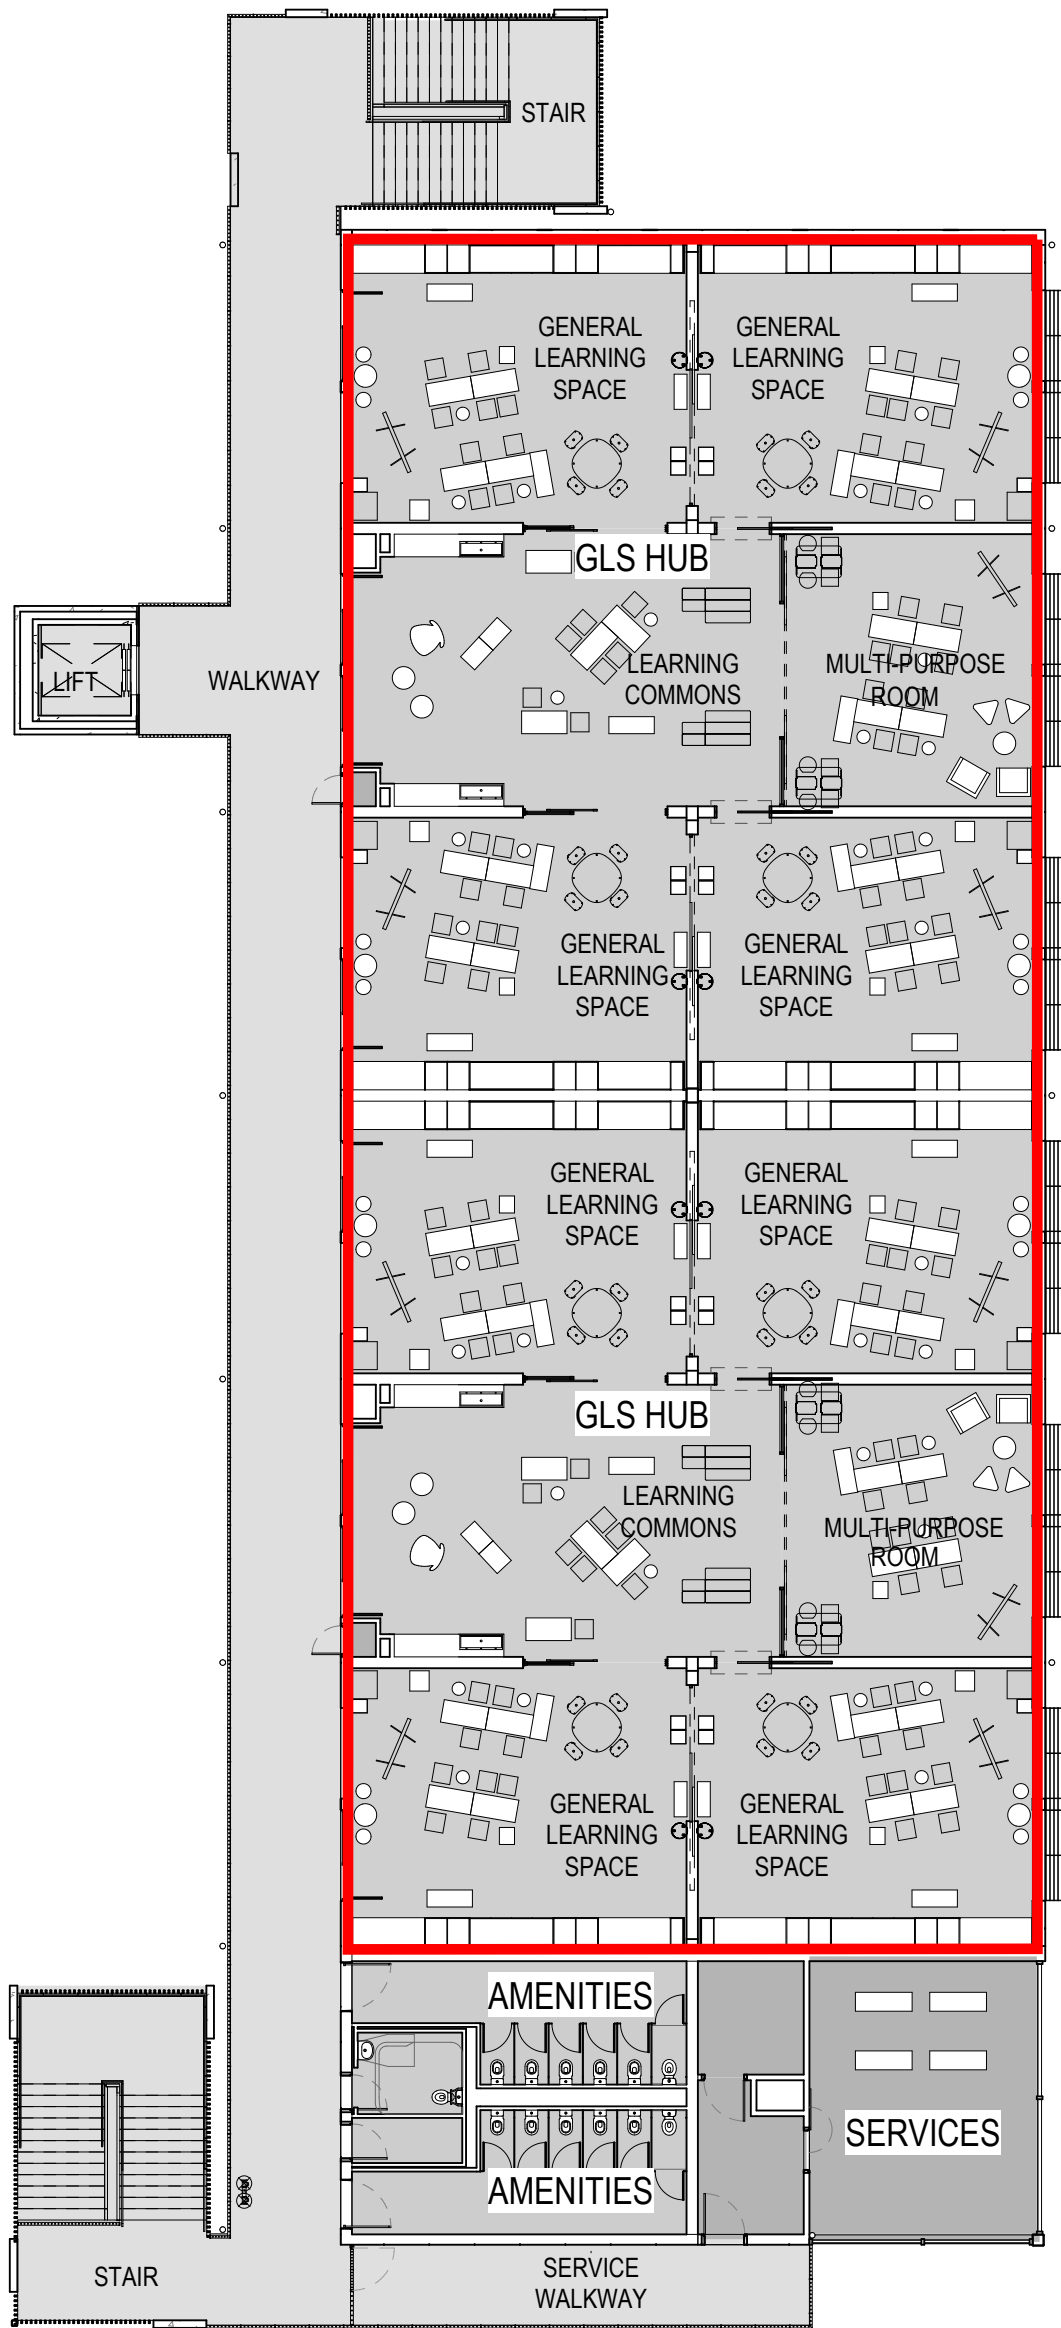 STAIR
GENERAL
LEARNING
SPACE
GENERAL
LEARNING
SPACE
GLS HUB
LIFT
WALKWAY
LEARNING
COMMONS
MULTI-PURPOSE
ROOM
GENERAL
LEARNING
SPACE
GENERAL
LEARNING
SPACE
GENERAL
LEARNING
SPACE
GENERAL
LEARNING
SPACE
GLS HUB
LEARNING
COMMONS
MULTI-PURPOSE
ROOM
GENERAL
LEARNING
SPACE
GENERAL
LEARNING
SPACE
AMENITIES
SERVICES
AMENITIES
STAIR
SERVICE
WALKWAY